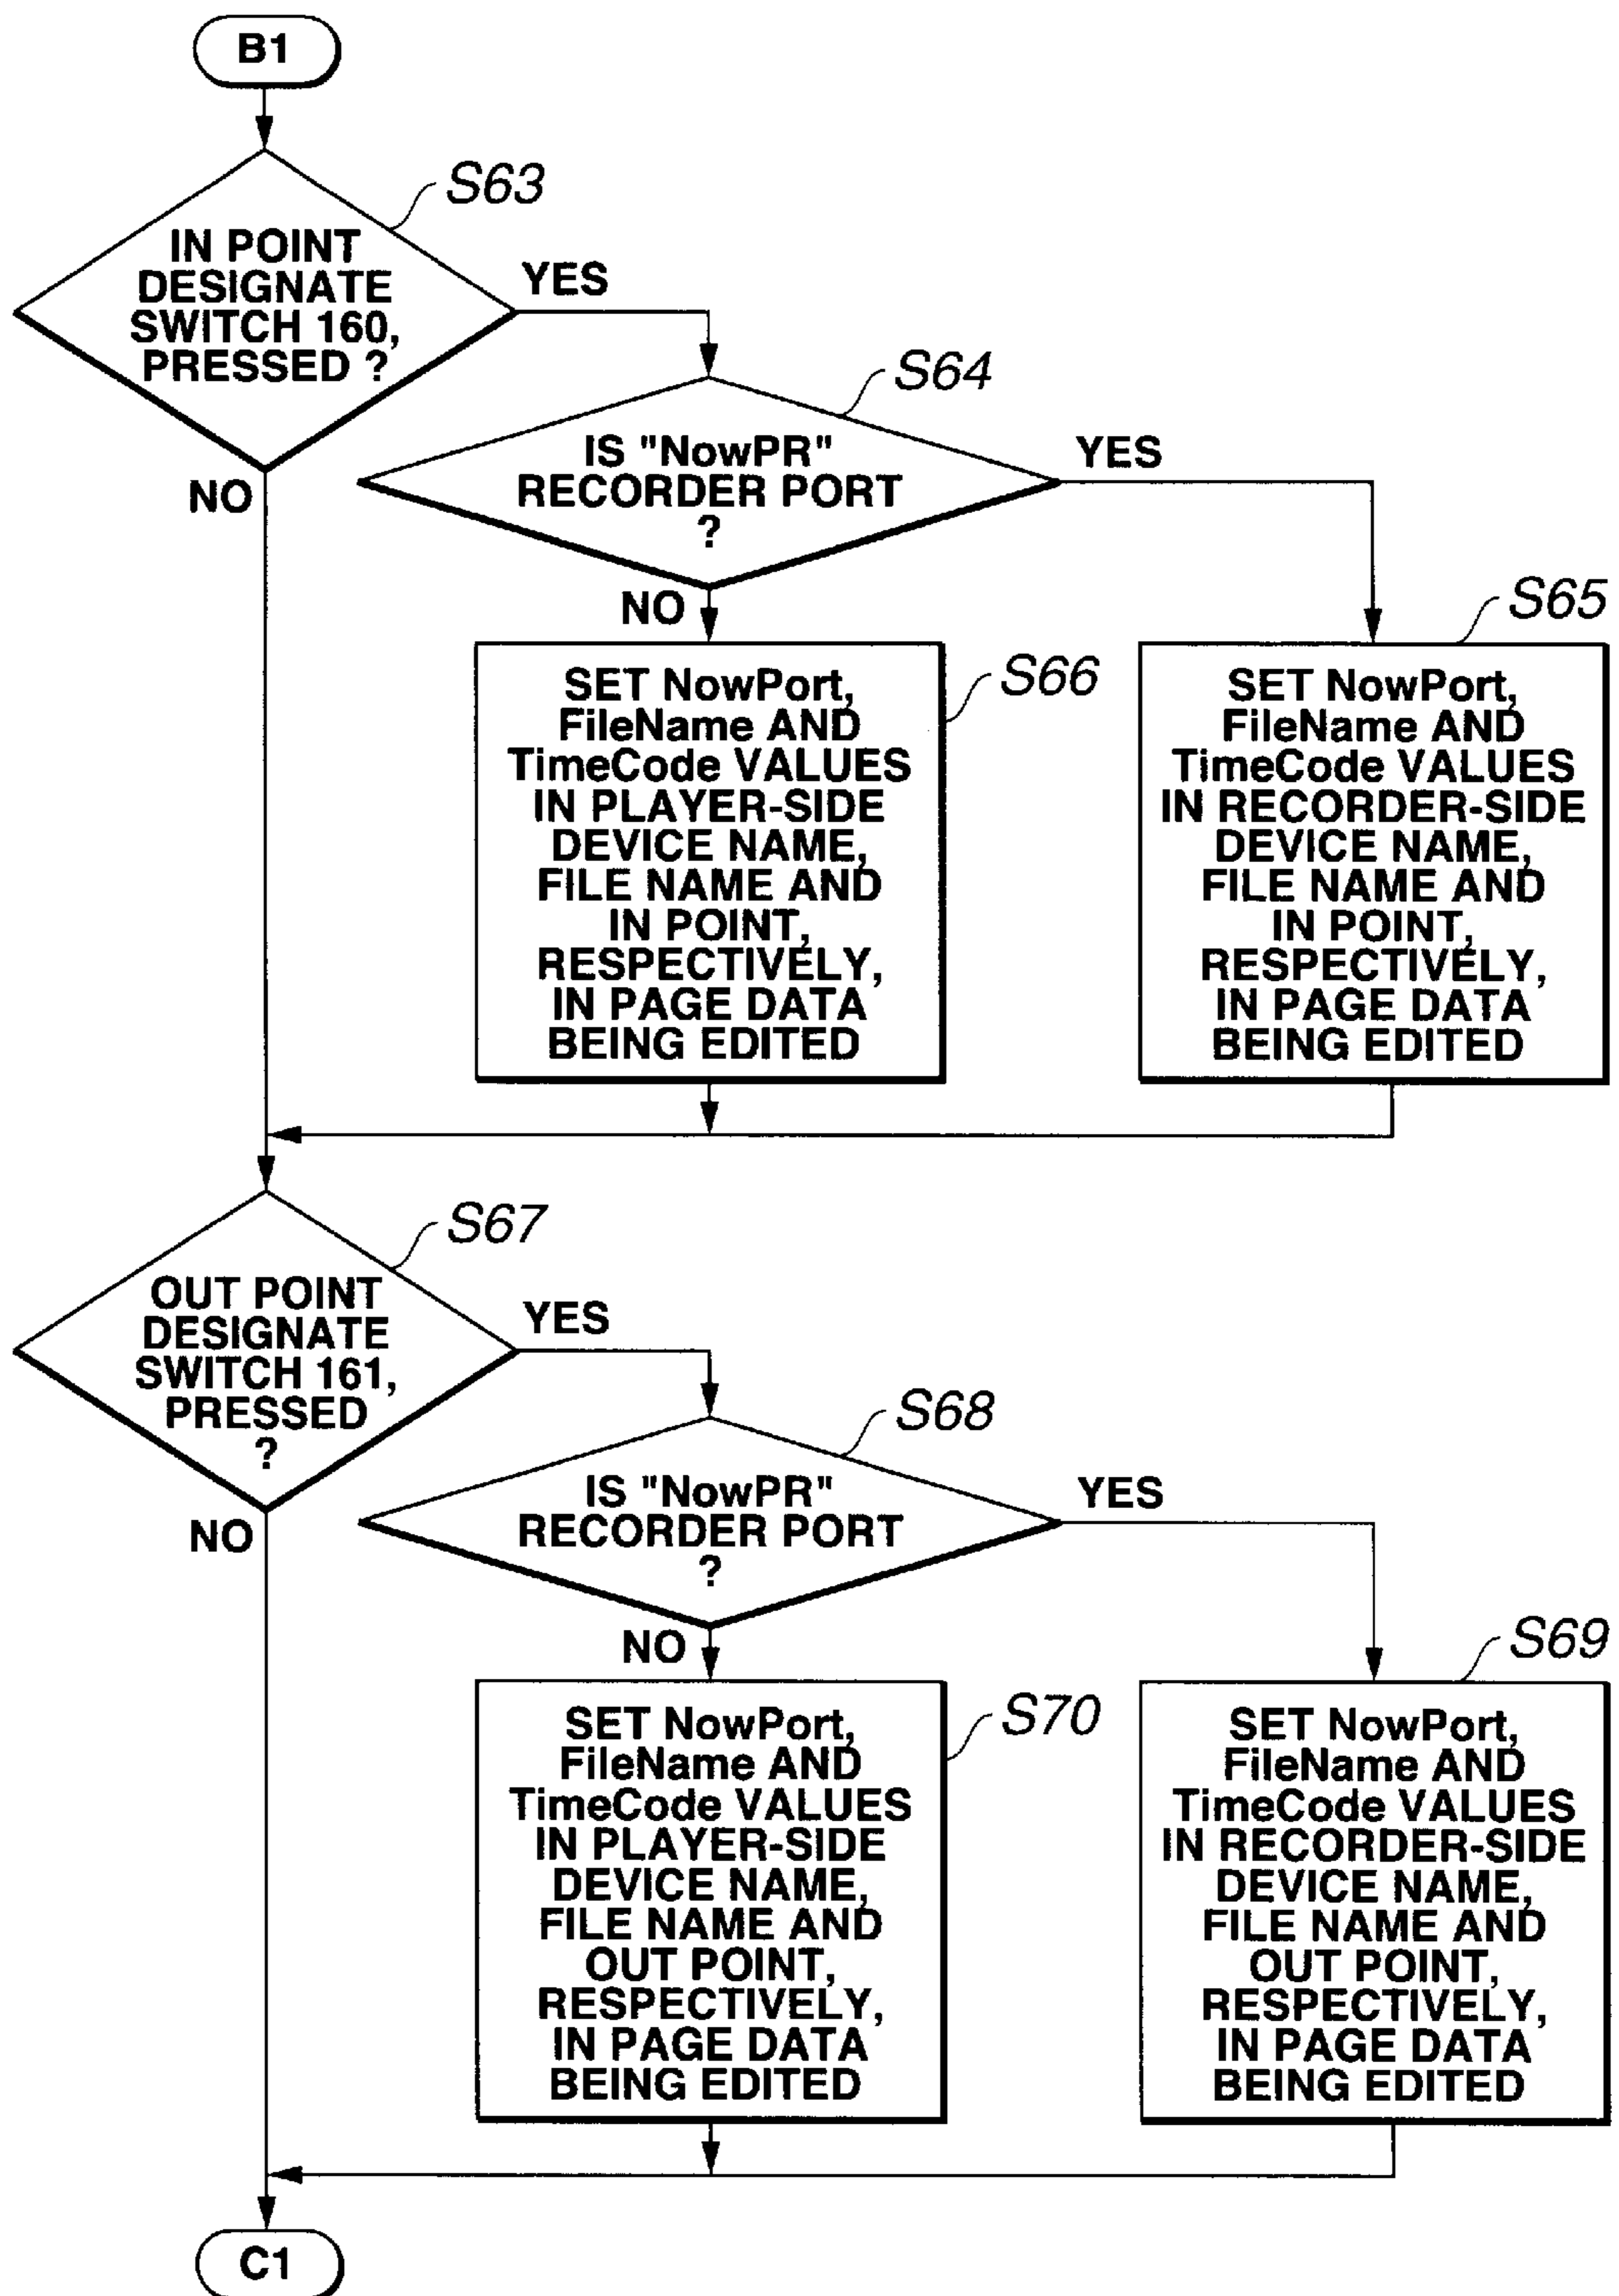 B1
S63
IN POINT
DESIGNATE
SWITCH 160,
PRESSED ?
YES
NO
S64
IS "NowPR"
RECORDER PORT
?
YES
NO
S66
SET NowPort,
FileName AND
TimeCode VALUES
IN PLAYER-SIDE
DEVICE NAME,
FILE NAME AND
IN POINT,
RESPECTIVELY,
IN PAGE DATA
BEING EDITED
S65
SET NowPort,
FileName AND
TimeCode VALUES
IN RECORDER-SIDE
DEVICE NAME,
FILE NAME AND
IN POINT,
RESPECTIVELY,
IN PAGE DATA
BEING EDITED
S67
OUT POINT
DESIGNATE
SWITCH 161,
PRESSED
?
YES
NO
S68
IS "NowPR"
RECORDER PORT
?
YES
NO
S70
SET NowPort,
FileName AND
TimeCode VALUES
IN PLAYER-SIDE
DEVICE NAME,
FILE NAME AND
OUT POINT,
RESPECTIVELY,
IN PAGE DATA
BEING EDITED
S69
SET NowPort,
FileName AND
TimeCode VALUES
IN RECORDER-SIDE
DEVICE NAME,
FILE NAME AND
OUT POINT,
RESPECTIVELY,
IN PAGE DATA
BEING EDITED
C1